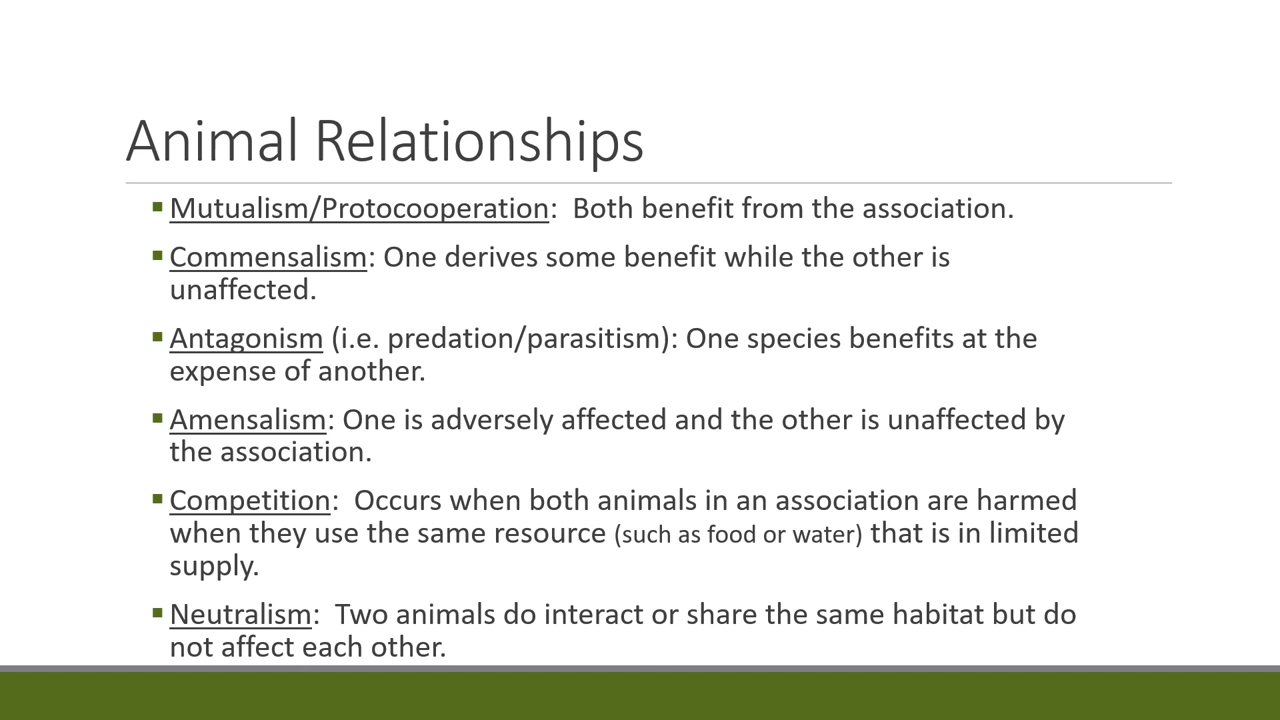 Animal Relationships
▪ Mutualism/Protocooperation:  Both benefit from the association.
▪ Commensalism: One derives some benefit while the other is
unaffected.
▪ Antagonism (i.e. predation/parasitism): One species benefits at the
expense of another.
▪ Amensalism: One is adversely affected and the other is unaffected by
the association.
▪ Competition:  Occurs when both animals in an association are harmed
when they use the same resource (such as food or water) that is in limited
supply.
▪ Neutralism:  Two animals do interact or share the same habitat but do
not affect each other.